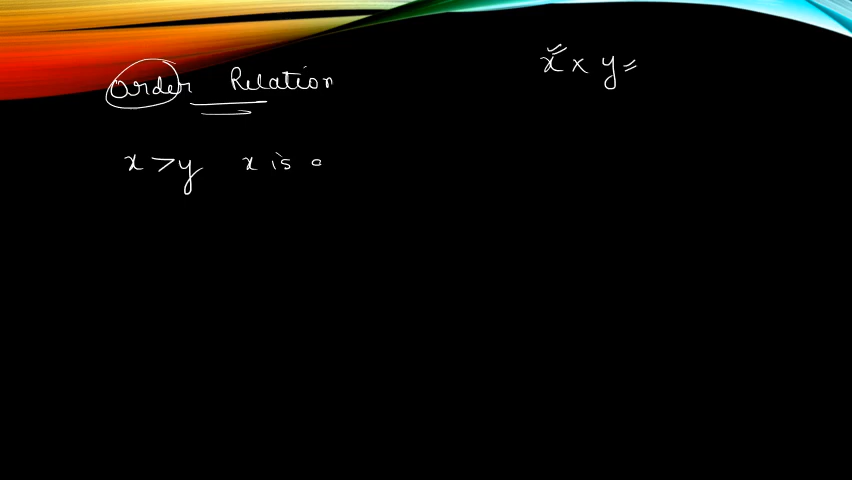 Order Relation
x × y =
x > y x is